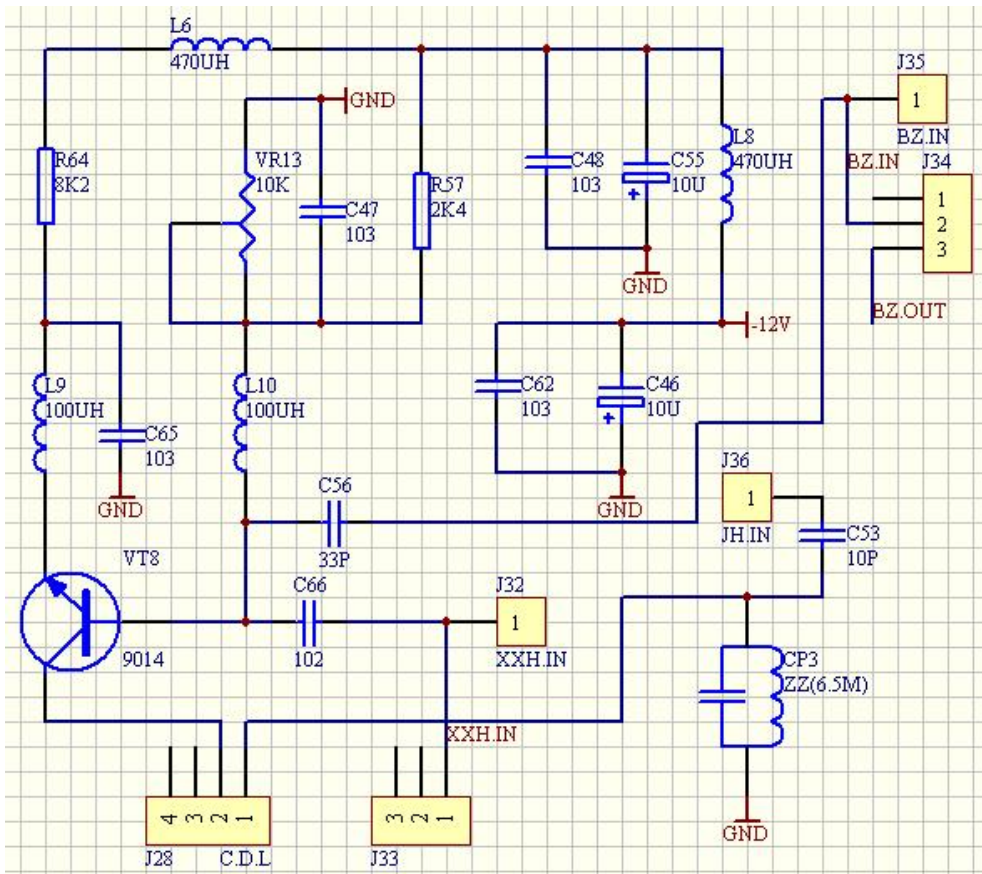 L6
470UH
J35
GND
1
L8
470UH
BZ.IN
BZ.IN
J34
R64
8K2
VR13
10K
C48
103
C55
10U
+
R57
2K4
C47
103
1
2
3
GND
BZ.OUT
-12V
L9
100UH
L10
100UH
C62
103
C46
10U
+
C65
103
J36
C56
1
GND
GND
JH.IN
C53
10P
VT8
33P
C66
J32
1
9014
102
XXH.IN
CP3
ZZ(6.5M)
XXH.IN
4 3 2 1
3 2 1
GND
J28
C.D.L
J33